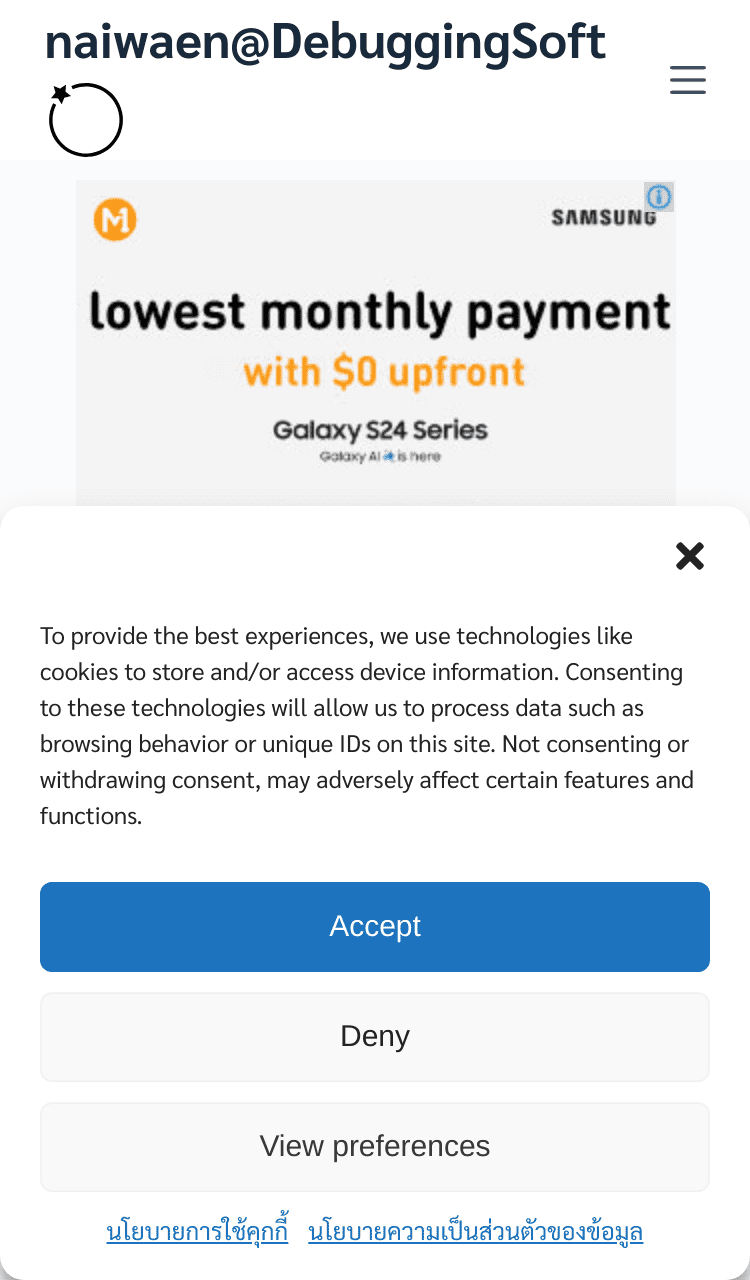 naiwaen@DebuggingSoft
M1
SAMSUNG
lowest monthly payment
with $0 upfront
Galaxy S24 Series
Galaxy AI is here
To provide the best experiences, we use technologies like
cookies to store and/or access device information. Consenting
to these technologies will allow us to process data such as
browsing behavior or unique IDs on this site. Not consenting or
withdrawing consent, may adversely affect certain features and
functions.
Accept
Deny
View preferences
นโยบายการใช้คุกกี้ นโยบายความเป็นส่วนตัวของข้อมูล